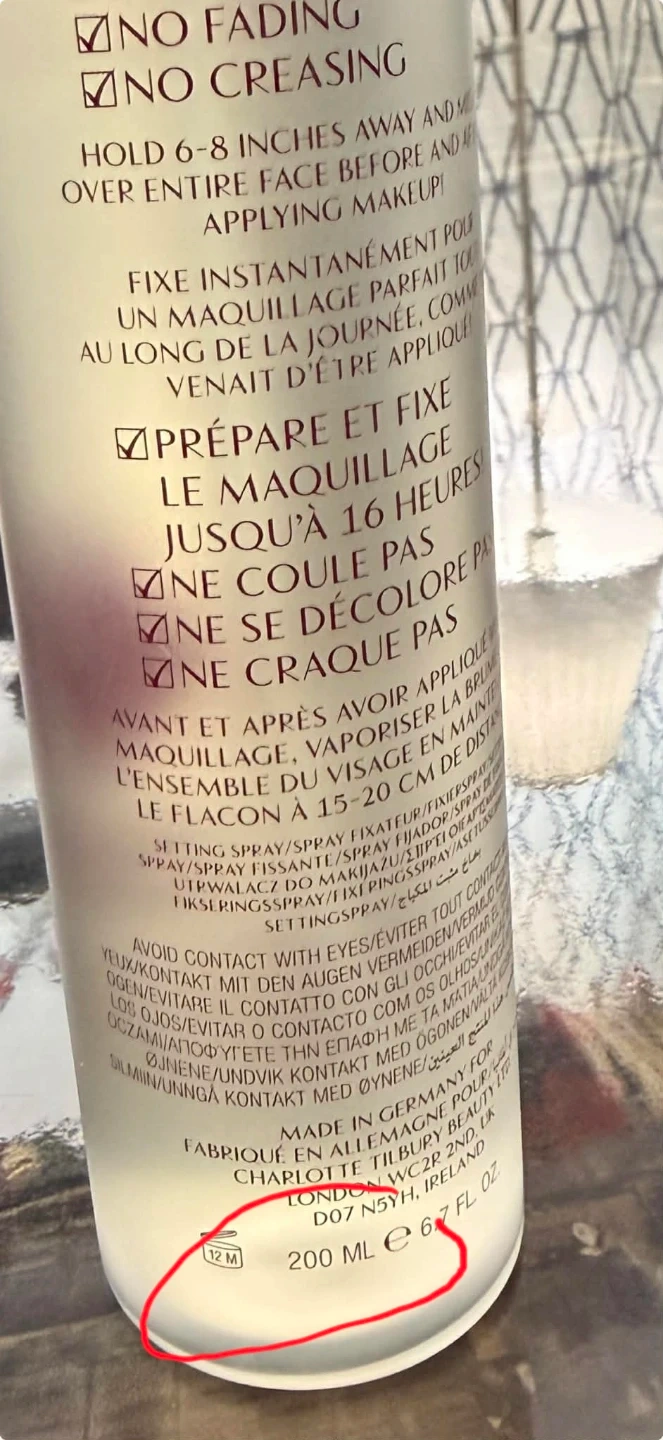 ☑NO FADING
☑NO CREASING
HOLD 6-8 INCHES AWAY AND
OVER ENTIRE FACE BEFORE AND
APPLYING MAKEUP!
FIXE INSTANTANÉMENT POUR
UN MAQUILLAGE PARFAIT TOUT
AU LONG DE LA JOURNÉE, COMME
VENAIT D'ÊTRE APPLIQUÉ!
☑PRÉPARE ET FIXE
LE MAQUILLAGE
JUSQU'À 16 HEURES!
☑NE COULE PAS
☑NE SE DÉCOLORE PAS
☑NE CRAQUE PAS
AVANT ET APRÈS AVOIR APPLIQUÉ
MAQUILLAGE, VAPORISER LA BRUME
L'ENSEMBLE DU VISAGE EN
LE FLACON À 15-20 CM DE
SETTING SPRAY/SPRAY FIXATEUR/FIXIERSPRAY/
SPRAY/SPRAY FISSANTE/SPRAY FIJADOR/SPRAY DE
UTRWALACZ DO MAKIJAŻU/ΣΠΡΕΪ
FIKSERINGSSPRAY/FIXERINGSSPRAY/
SETTINGSPRAY/بخاخ مثبت المكياج
AVOID CONTACT WITH EYES/ÉVITER TOUT CONTACT
YEUX/KONTAKT MIT DEN AUGEN VERMEIDEN/VERMIJD
OGEN/EVITARE IL CONTATTO CON GLI OCCHI/EVITAR EL
LOS OJOS/EVITAR O CONTACTO COM OS OLHOS/
OCZAMI/ΑΠΟΦΥΓΕΤΕ ΤΗΝ ΕΠΑΦΗ ΜΕ ΤΑ ΜΑΤΙΑ/
ØJNENE/UNDVIK KONTAKT MED ÖGONEN/
SILMIIN/UNNGÅ KONTAKT MED ØYNENE/
MADE IN GERMANY FOR
FABRIQUÉ EN ALLEMAGNE POUR/
CHARLOTTE TILBURY BEAUTY LTD
LONDON WC2R 2ND, UK
D07 N5YH, IRELAND
12 M
200 ML ℮ 6.7 FL OZ